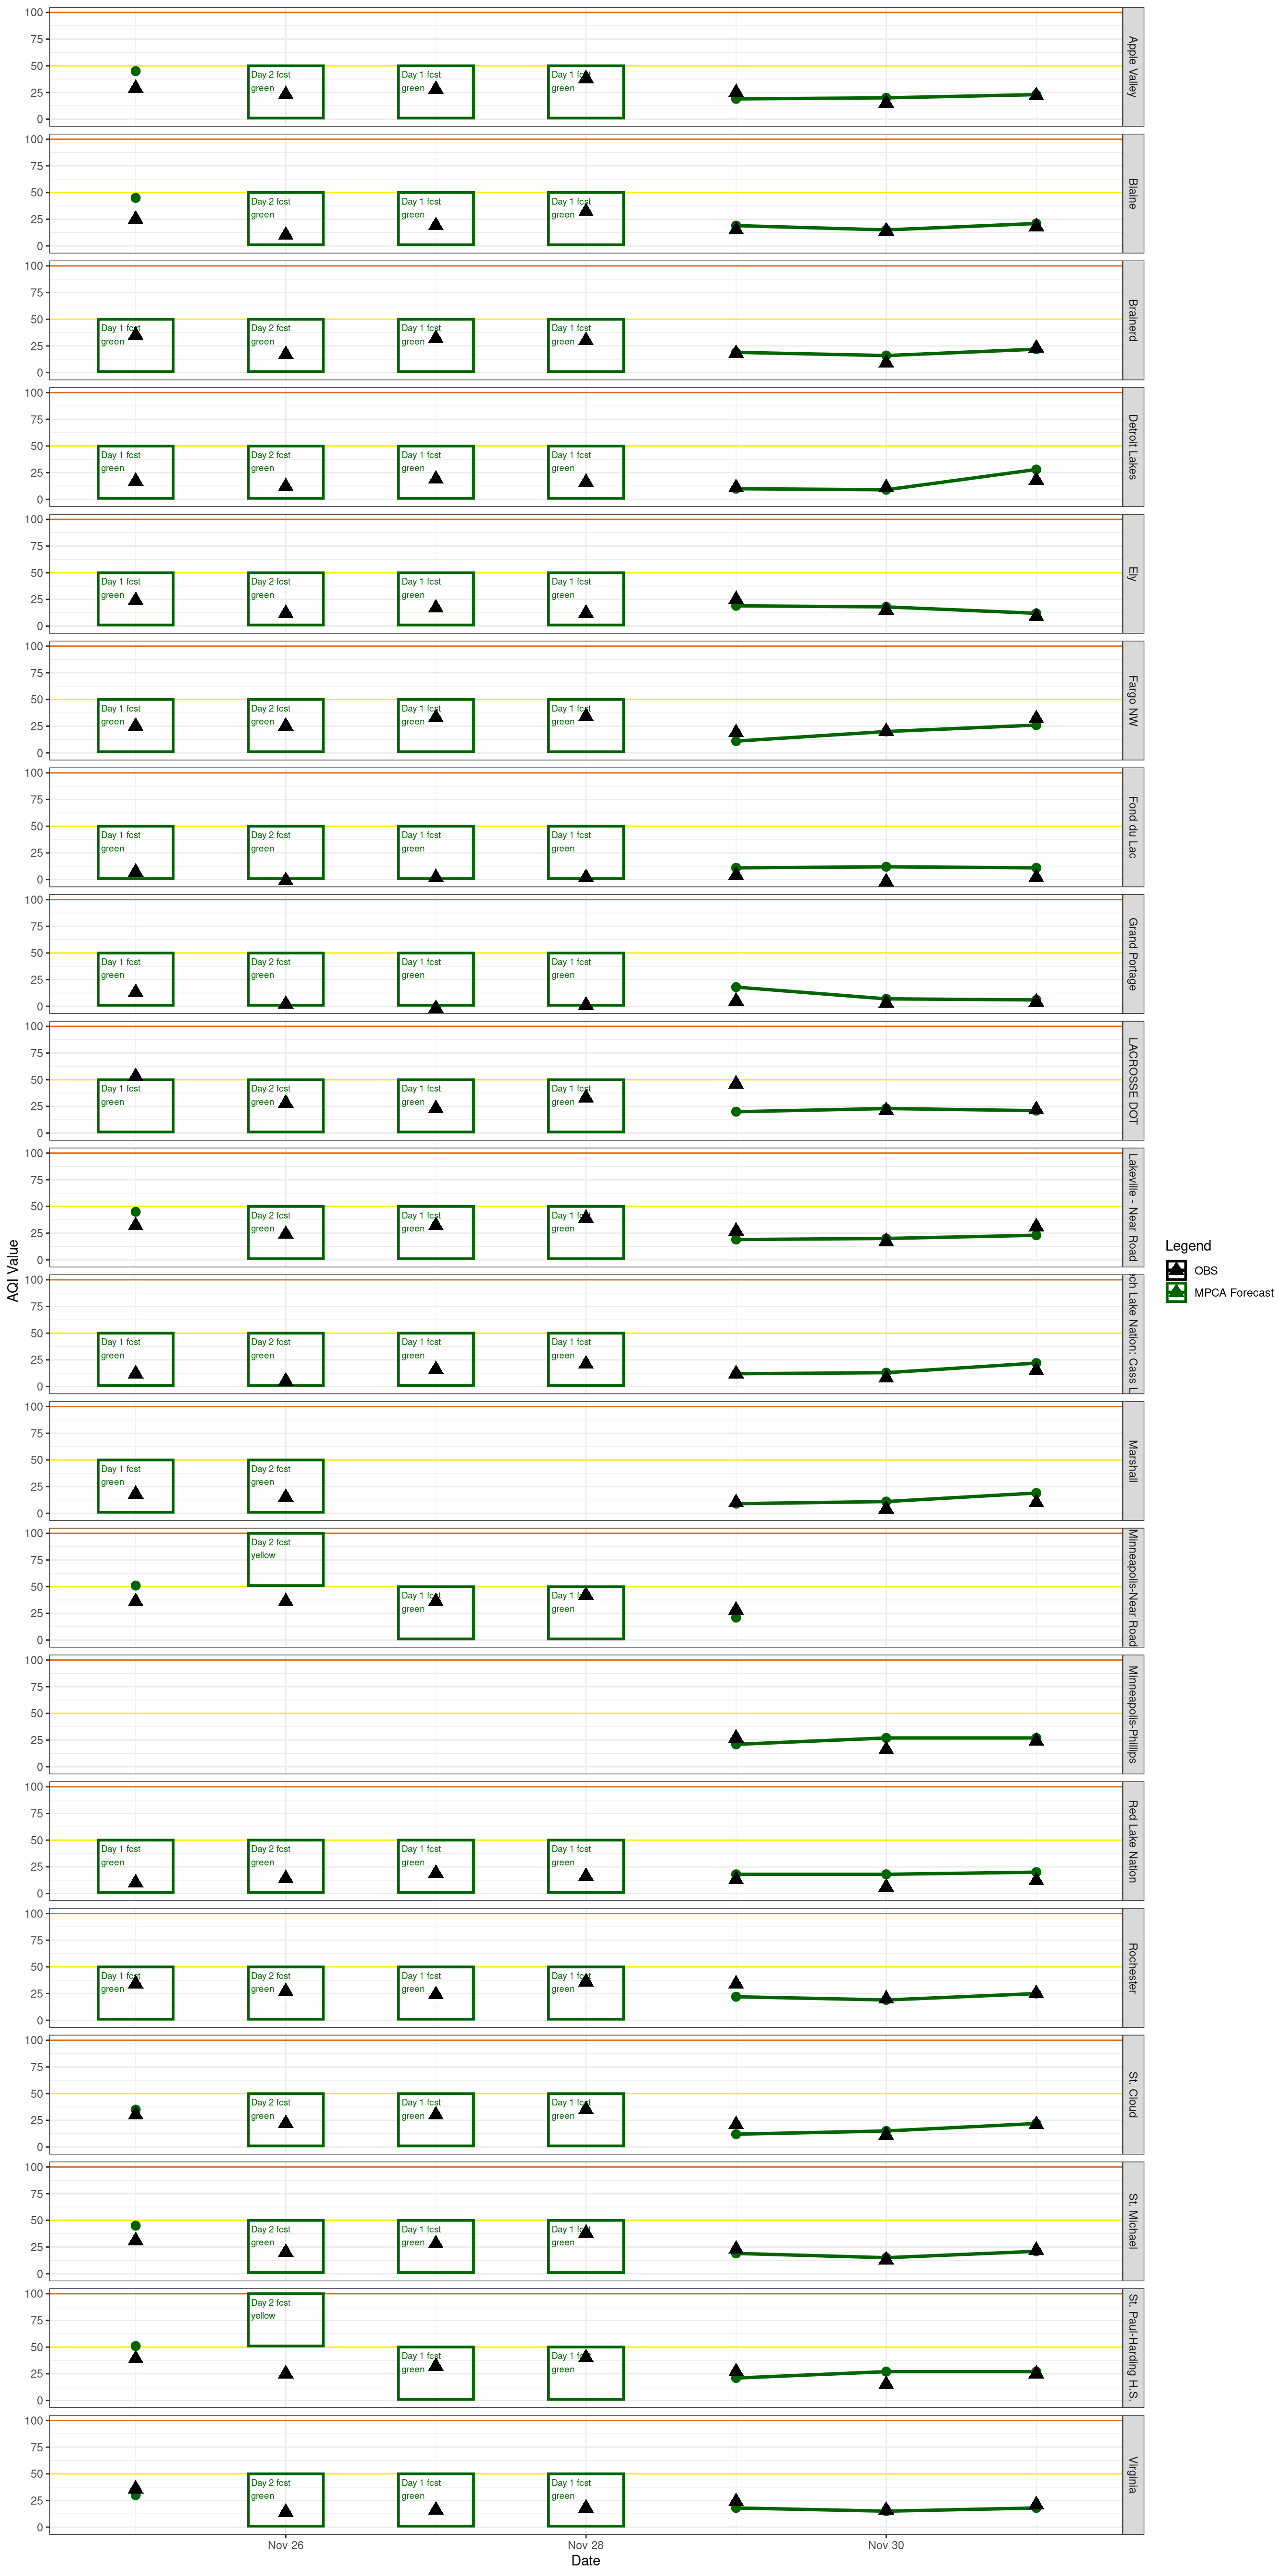 100
75
50
25
0
Day 2 fcst
green
Day 1 fcst
green
Day 1 fcst
green
Apple Valley
100
75
50
25
0
Day 2 fcst
green
Day 1 fcst
green
Day 1 fcst
green
Blaine
100
75
50
25
0
Day 1 fcst
green
Day 2 fcst
green
Day 1 fcst
green
Day 1 fcst
green
Brainerd
100
75
50
25
0
Day 1 fcst
green
Day 2 fcst
green
Day 1 fcst
green
Day 1 fcst
green
Detroit Lakes
100
75
50
25
0
Day 1 fcst
green
Day 2 fcst
green
Day 1 fcst
green
Day 1 fcst
green
Ely
100
75
50
25
0
Day 1 fcst
green
Day 2 fcst
green
Day 1 fcst
green
Day 1 fcst
green
Fargo NW
100
75
50
25
0
Day 1 fcst
green
Day 2 fcst
green
Day 1 fcst
green
Day 1 fcst
green
Fond du Lac
100
75
50
25
0
Day 1 fcst
green
Day 2 fcst
green
Day 1 fcst
green
Day 1 fcst
green
Grand Portage
100
75
50
25
0
Day 1 fcst
green
Day 2 fcst
green
Day 1 fcst
green
Day 1 fcst
green
LACROSSE DOT
100
75
50
25
0
Day 2 fcst
green
Day 1 fcst
green
Day 1 fcst
green
Lakeville - Near Road
100
75
50
25
0
Day 1 fcst
green
Day 2 fcst
green
Day 1 fcst
green
Day 1 fcst
green
ch Lake Nation: Cass L
100
75
50
25
0
Day 1 fcst
green
Day 2 fcst
green
Marshall
100
75
50
25
0
Day 2 fcst
yellow
Day 1 fcst
green
Day 1 fcst
green
Minneapolis-Near Road
100
75
50
25
0
Minneapolis-Phillips
100
75
50
25
0
Day 1 fcst
green
Day 2 fcst
green
Day 1 fcst
green
Day 1 fcst
green
Red Lake Nation
100
75
50
25
0
Day 1 fcst
green
Day 2 fcst
green
Day 1 fcst
green
Day 1 fcst
green
Rochester
100
75
50
25
0
Day 2 fcst
green
Day 1 fcst
green
Day 1 fcst
green
St. Cloud
100
75
50
25
0
Day 2 fcst
green
Day 1 fcst
green
Day 1 fcst
green
St. Michael
100
75
50
25
0
Day 2 fcst
yellow
Day 1 fcst
green
Day 1 fcst
green
St. Paul-Harding H.S.
100
75
50
25
0
Day 2 fcst
green
Day 1 fcst
green
Day 1 fcst
green
Virginia
Nov 26
Nov 28
Nov 30
Date
AQI Value
Legend
OBS
MPCA Forecast